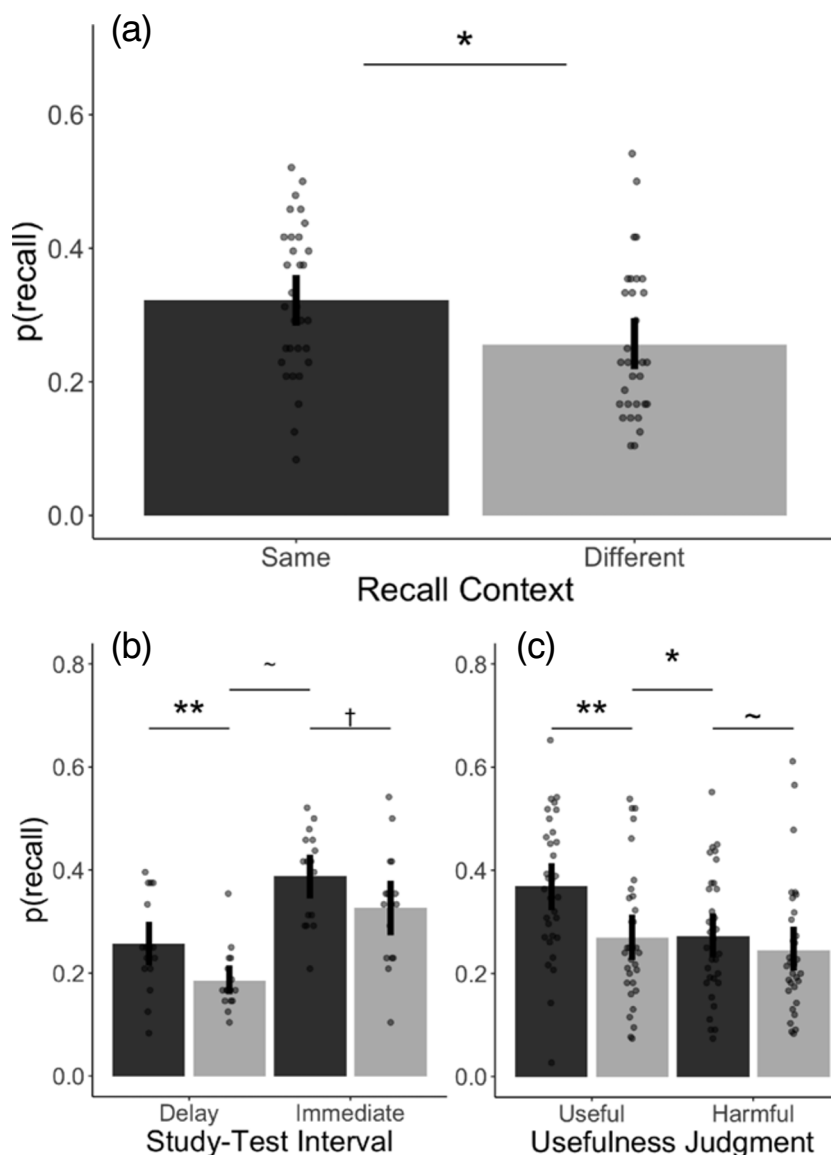 (a)
*
p(recall)
0.6
0.4
0.2
0.0
Same Different
Recall Context
(b)
~
**
†
p(recall)
0.8
0.6
0.4
0.2
0.0
Delay Immediate
Study-Test Interval
(c)
*
**
~
0.8
0.6
0.4
0.2
0.0
Useful Harmful
Usefulness Judgment